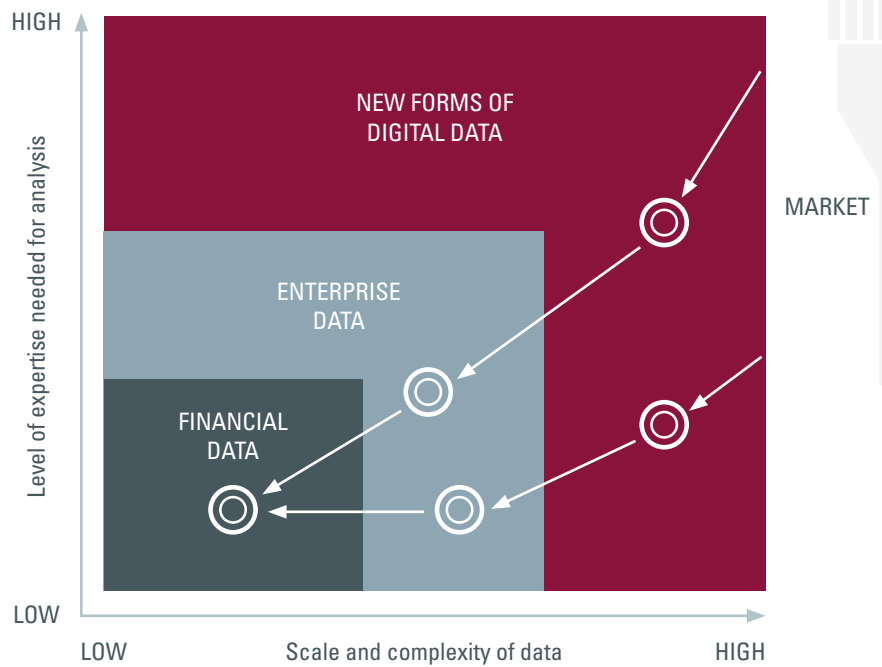 HIGH
NEW FORMS OF
DIGITAL DATA
MARKET
ENTERPRISE
DATA
FINANCIAL
DATA
Level of expertise needed for analysis
LOW
LOW
Scale and complexity of data
HIGH